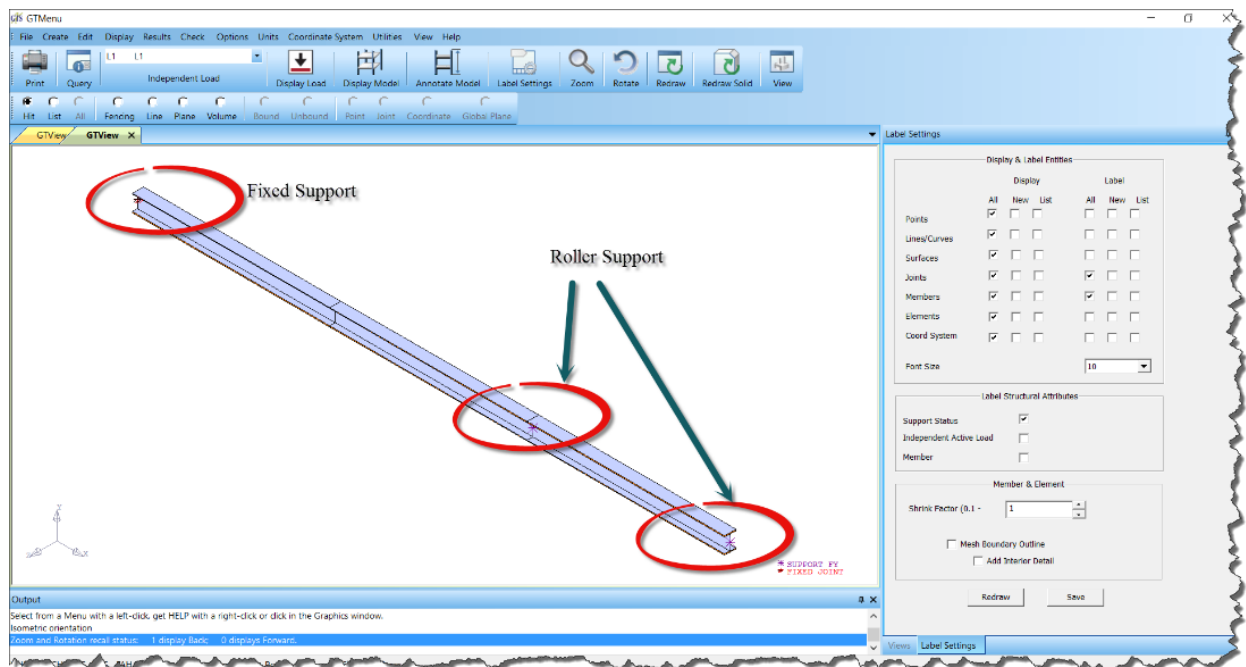 GTMenu
File Create Edit Display Results Check Options Units Coordinate System Utilities View Help
L1 L1
Independent Load
Print Query Display Load Display Model Annotate Model Label Settings Zoom Rotate Redraw Redraw Solid View
Hit List All Fencing Line Plane Volume Bound Unbound Point Joint Coordinate Global Plane
GTView GTView X
Label Settings
Fixed Support
Roller Support
SUPPORT FY
FIXED JOINT
Display & Label Entities
Display Label
All New List All New List
Points
Lines/Curves
Surfaces
Joints
Members
Elements
Coord System
Font Size 10
Label Structural Attributes
Support Status
Independent Active Load
Member
Member & Element
Shrink Factor (0.1 - 1
Mesh Boundary Outline
Add Interior Detail
Redraw Save
Output
Select from a Menu with a left-click, get HELP with a right-click or click in the Graphics window.
Isometric orientation
Zoom and Rotation recall status: 1 display Back; 0 displays Forward.
Views Label Settings